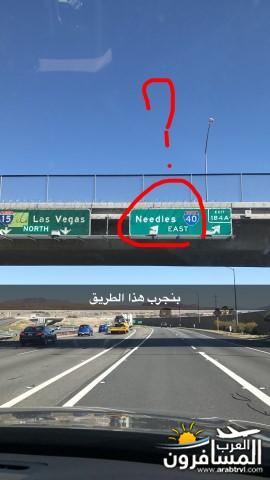 ?
15
Las Vegas
NORTH
Needles
40
EAST
EXIT
184A
بنجرب هذا الطريق
العرب
المسافرون
www.arabtrvl.com